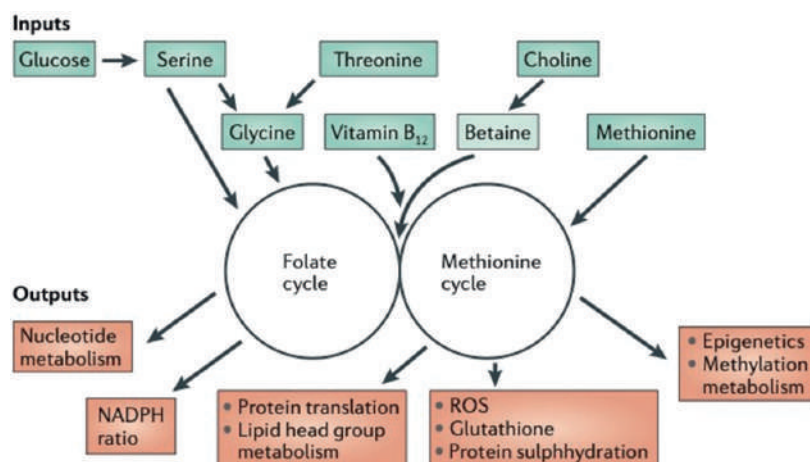 Inputs
Glucose
Serine
Threonine
Choline
Glycine
Vitamin B₁₂
Betaine
Methionine
Folate
cycle
Methionine
cycle
Outputs
Nucleotide
metabolism
NADPH
ratio
• Protein translation
• Lipid head group
metabolism
• ROS
• Glutathione
• Protein sulphhydration
• Epigenetics
• Methylation
metabolism